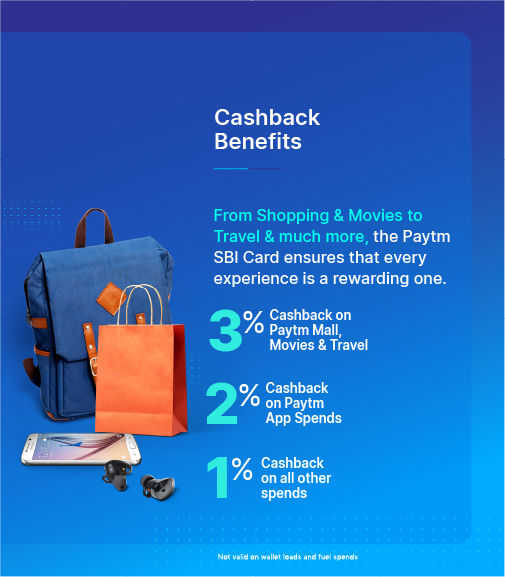 Cashback
Benefits
From Shopping & Movies to
Travel & much more, the Paytm
SBI Card ensures that every
experience is a rewarding one.
3% Cashback on
Paytm Mall,
Movies & Travel
2% Cashback
on Paytm
App Spends
1% Cashback
on all other
spends
Not valid on wallet loads and fuel spends